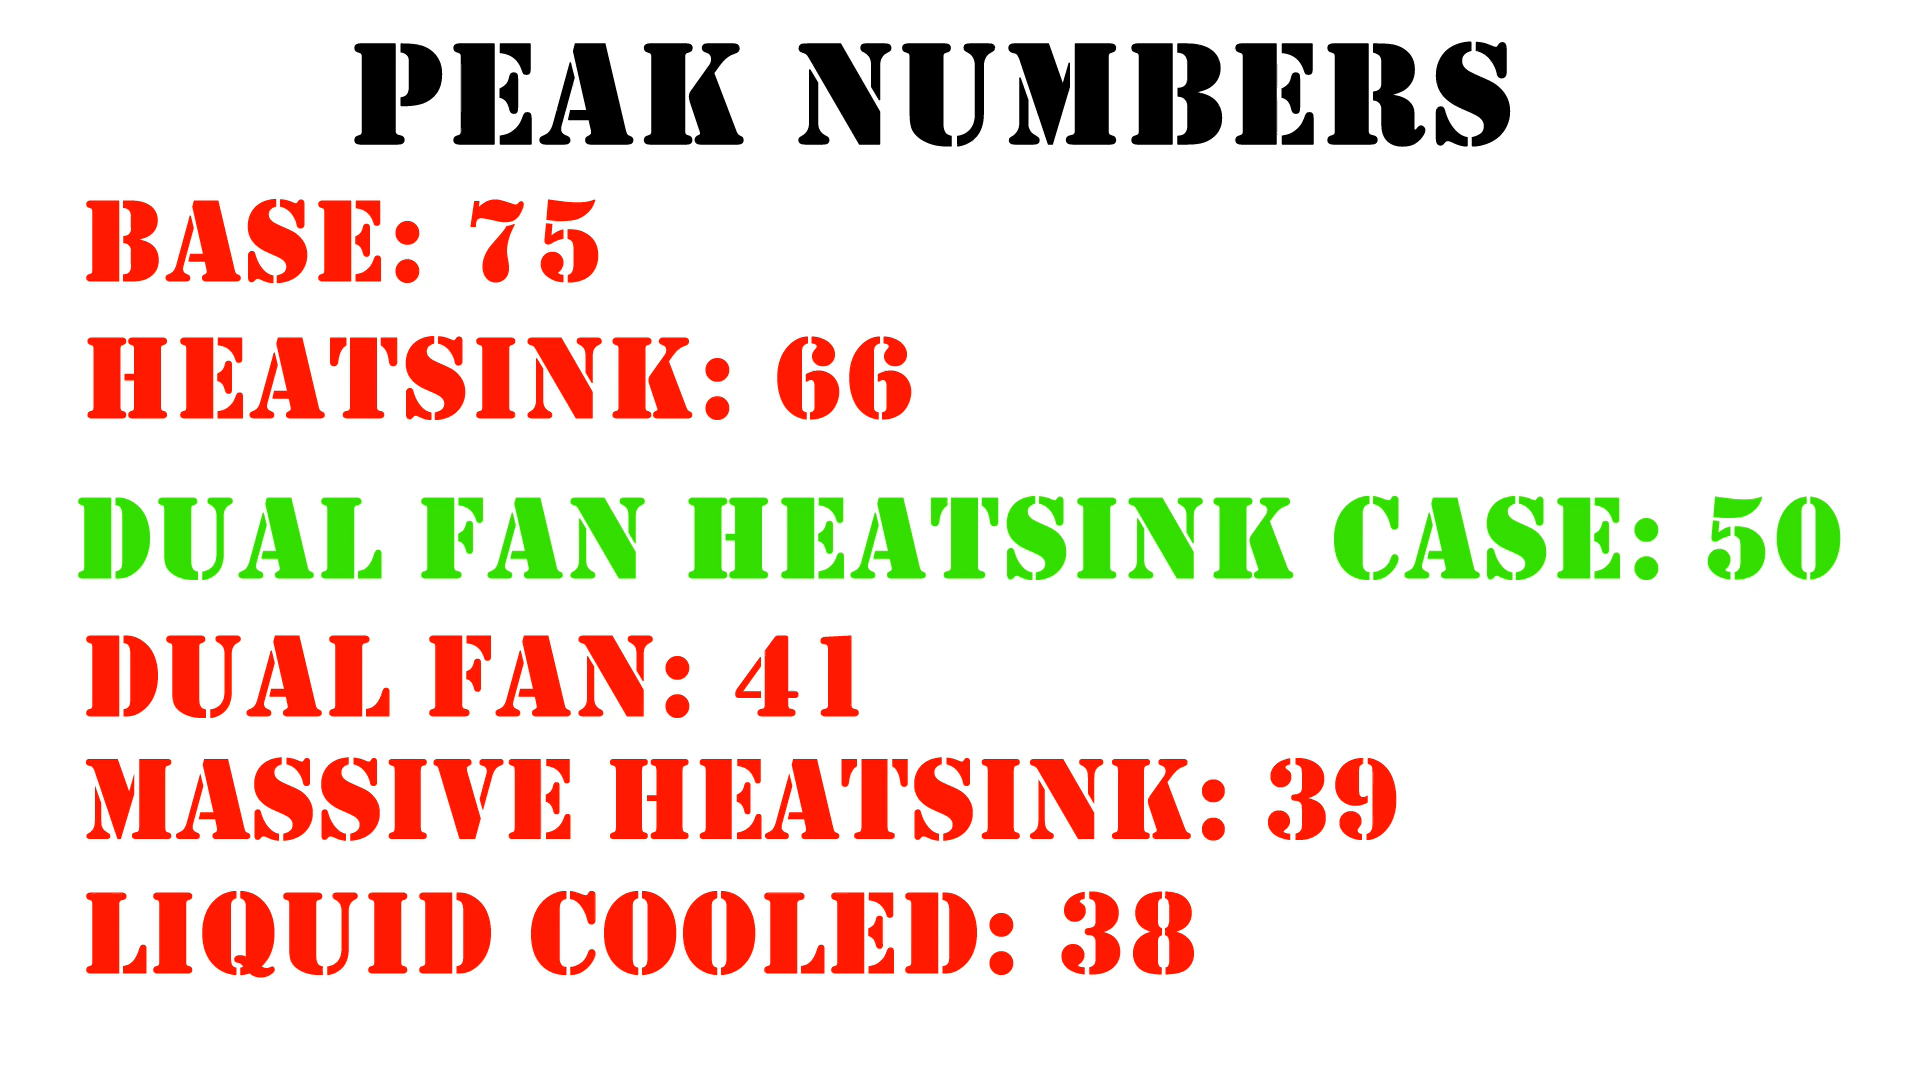 PEAK NUMBERS
BASE: 75
HEATSINK: 66
DUAL FAN HEATSINK CASE: 50
DUAL FAN: 41
MASSIVE HEATSINK: 39
LIQUID COOLED: 38